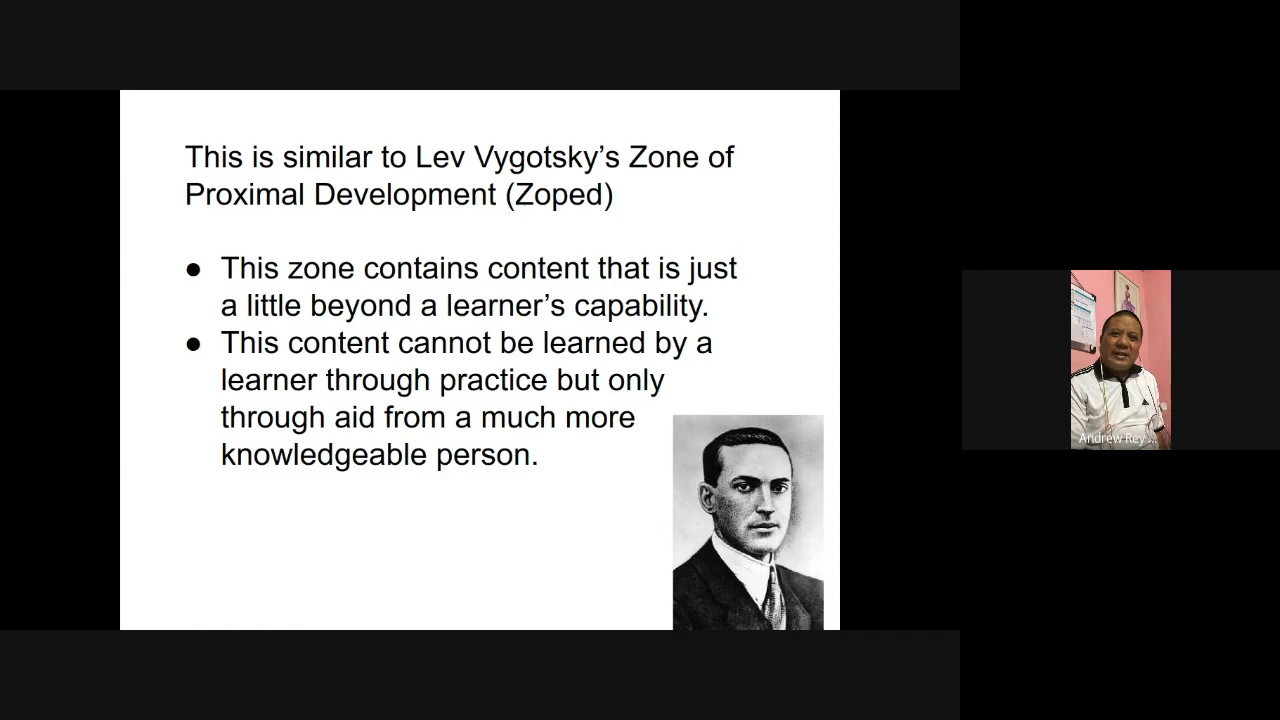 This is similar to Lev Vygotsky’s Zone of
Proximal Development (Zoped)
● This zone contains content that is just
a little beyond a learner’s capability.
● This content cannot be learned by a
learner through practice but only
through aid from a much more
knowledgeable person.
Andrew Rey ...